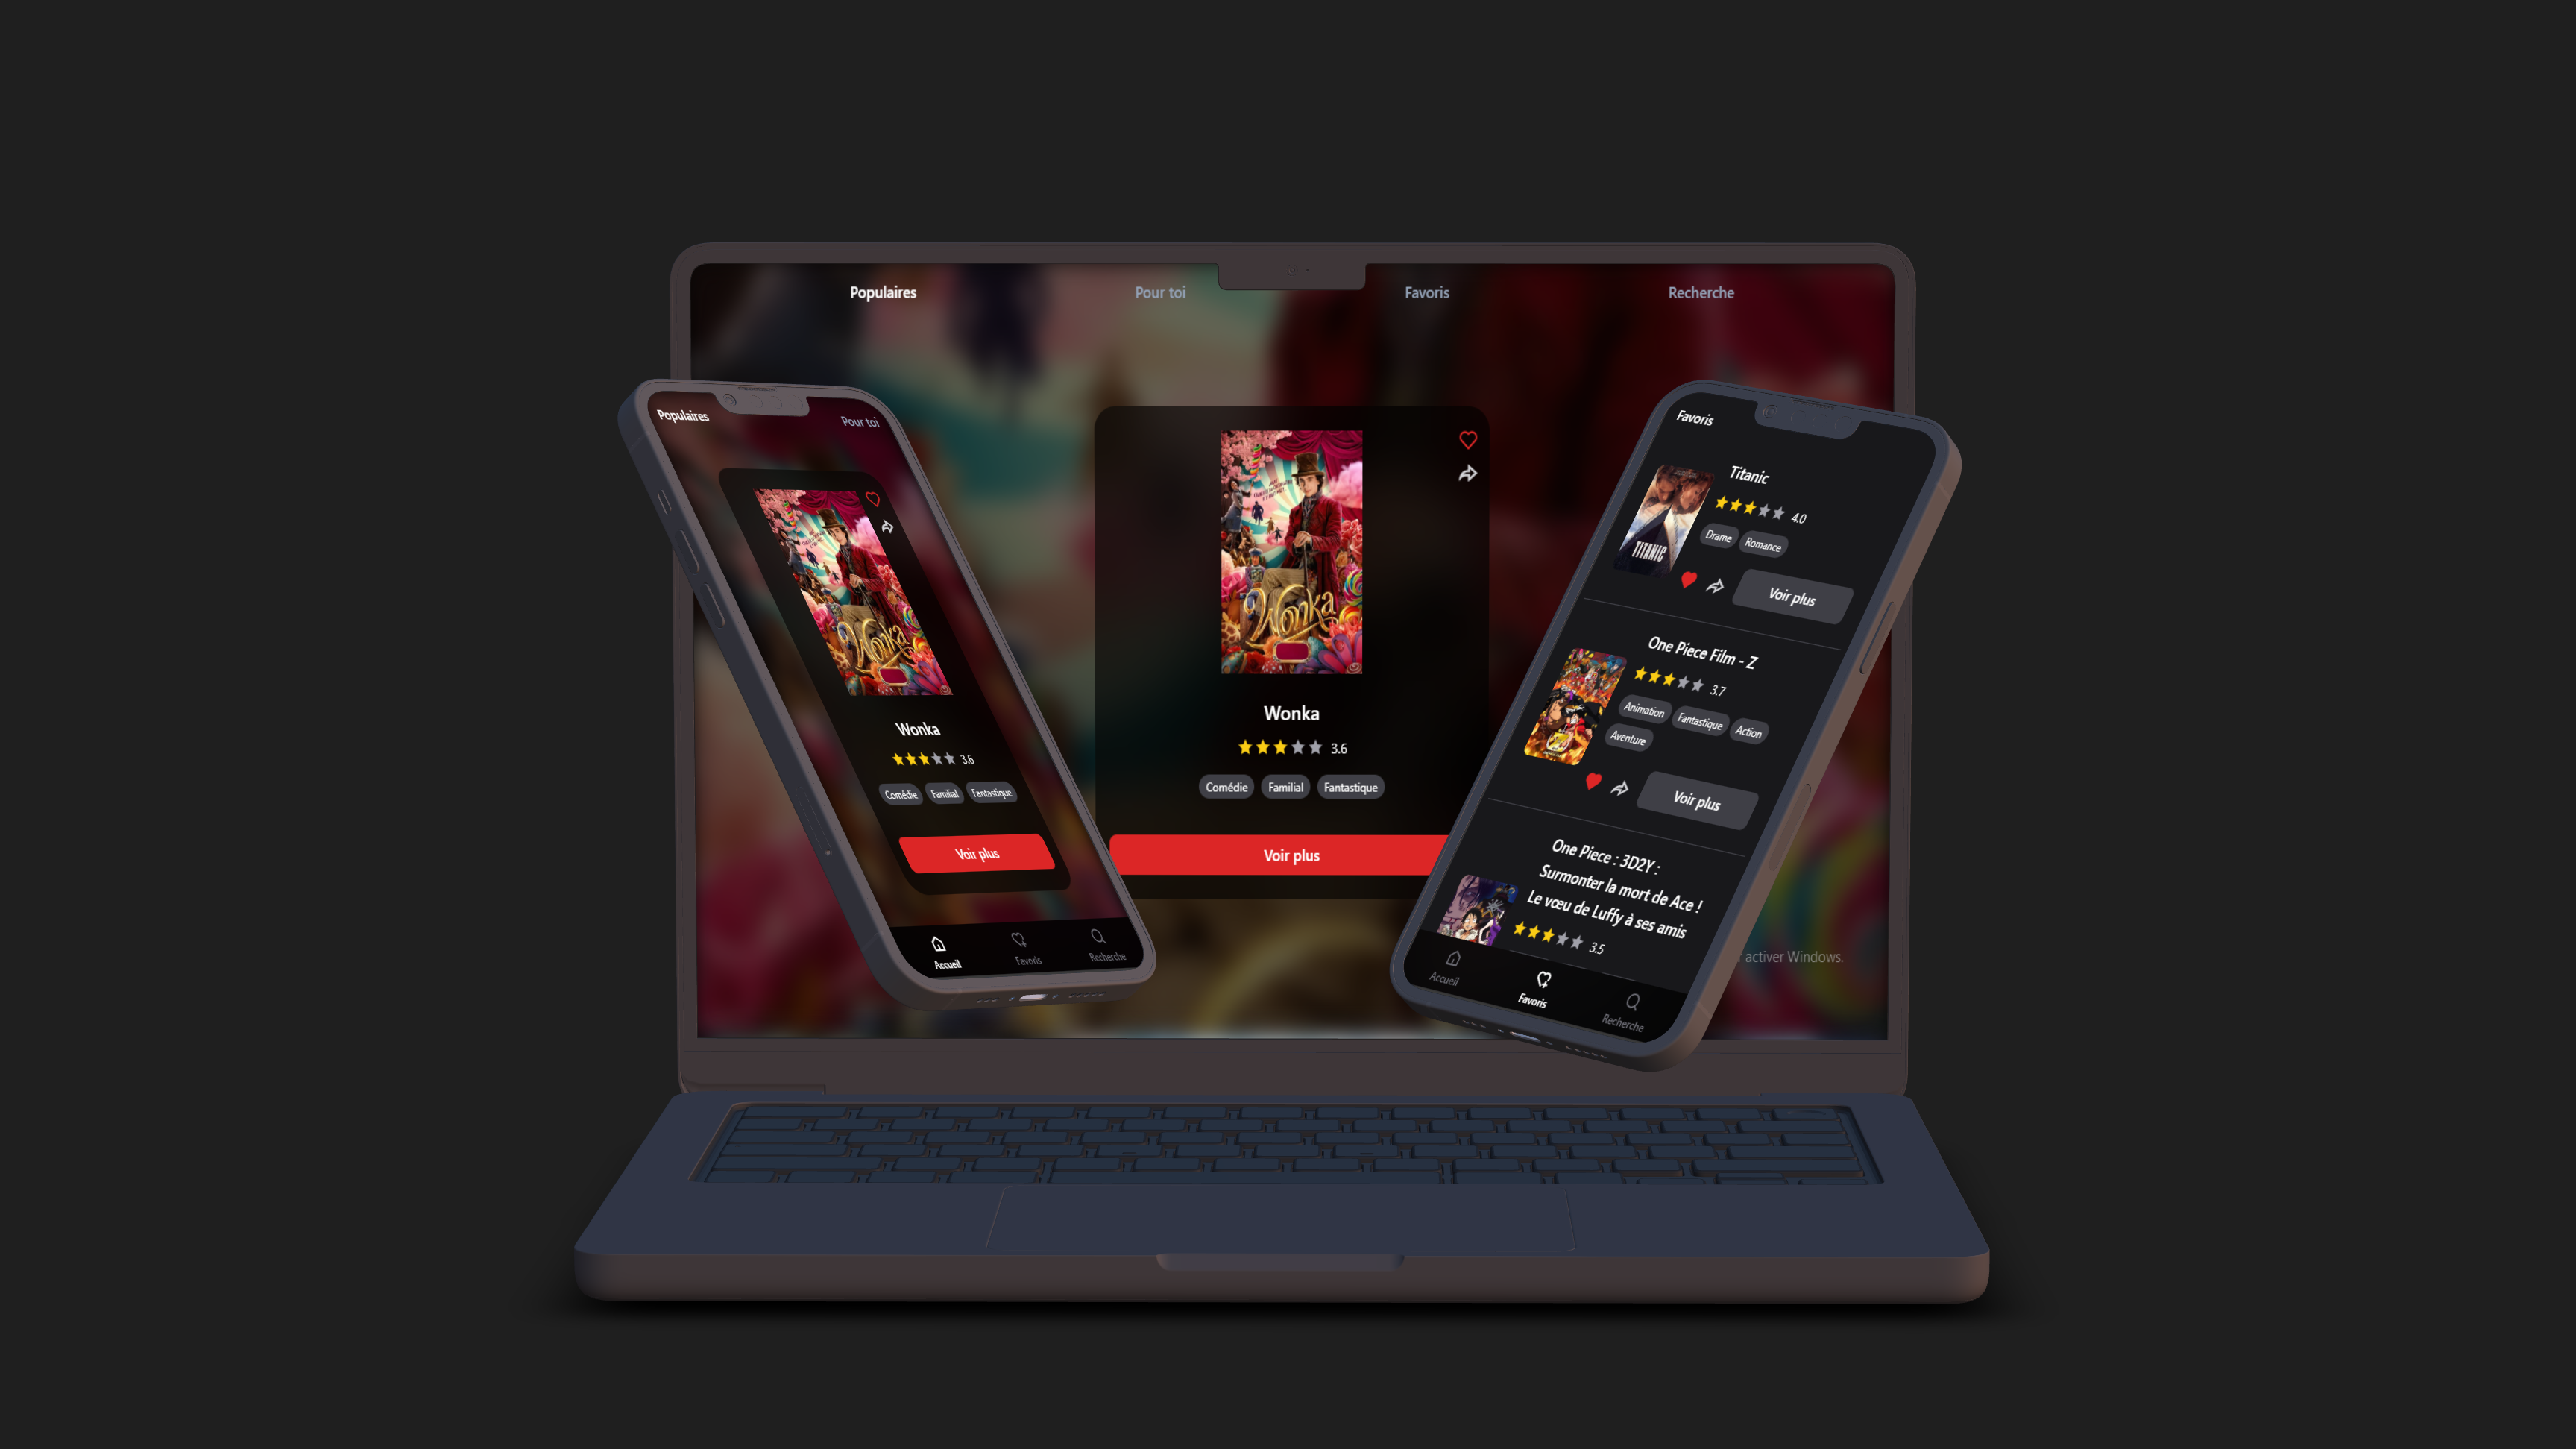 Populaires
Pour toi
Favoris
Recherche
Wonka
Wonka
3.6
Comédie
Familial
Fantastique
Voir plus
activer Windows.
Populaires
Pour toi
Wonka
Wonka
3.6
Comédie
Familial
Fantastique
Voir plus
Accueil
Favoris
Recherche
Favoris
TITANIC
Titanic
4.0
Drame
Romance
Voir plus
One Piece Film - Z
3.7
Animation
Fantastique
Action
Aventure
Voir plus
One Piece : 3D2Y :
Surmonter la mort de Ace !
Le vœu de Luffy à ses amis
3.5
Accueil
Favoris
Recherche